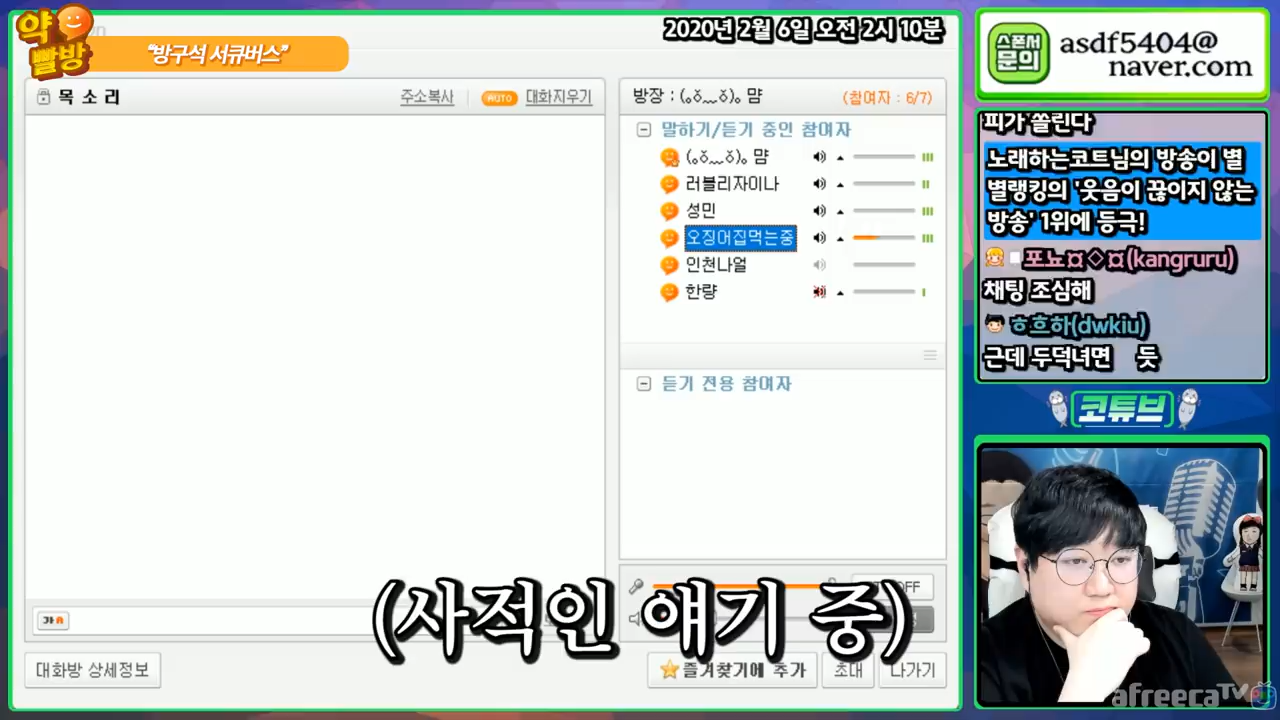 약빨방
“방구석 서큐버스”
2020년 2월 6일 오전 2시 10분
목 소 리
주소복사
AUTO
대화지우기
방장 : (｡ŏ﹏ŏ)｡ 먄
(참여자 : 6/7)
말하기/듣기 중인 참여자
(｡ŏ﹏ŏ)｡ 먄
러블리자이나
성민
오징어집먹는중
인천나얼
한량
듣기 전용 참여자
(사적인 얘기 중)
OFF
가
대화방 상세정보
즐겨찾기에 추가
초대
나가기
스폰서
문의
asdf5404@
naver.com
피가 쏠린다
노래하는코트님의 방송이 별
별랭킹의 '웃음이 끊이지 않는
방송' 1위에 등극!
포뇨¤◇¤(kangruru)
채팅 조심해
ㅎ흐하(dwkiu)
근데 두덕녀면 듯
코튜브
afreecaTV